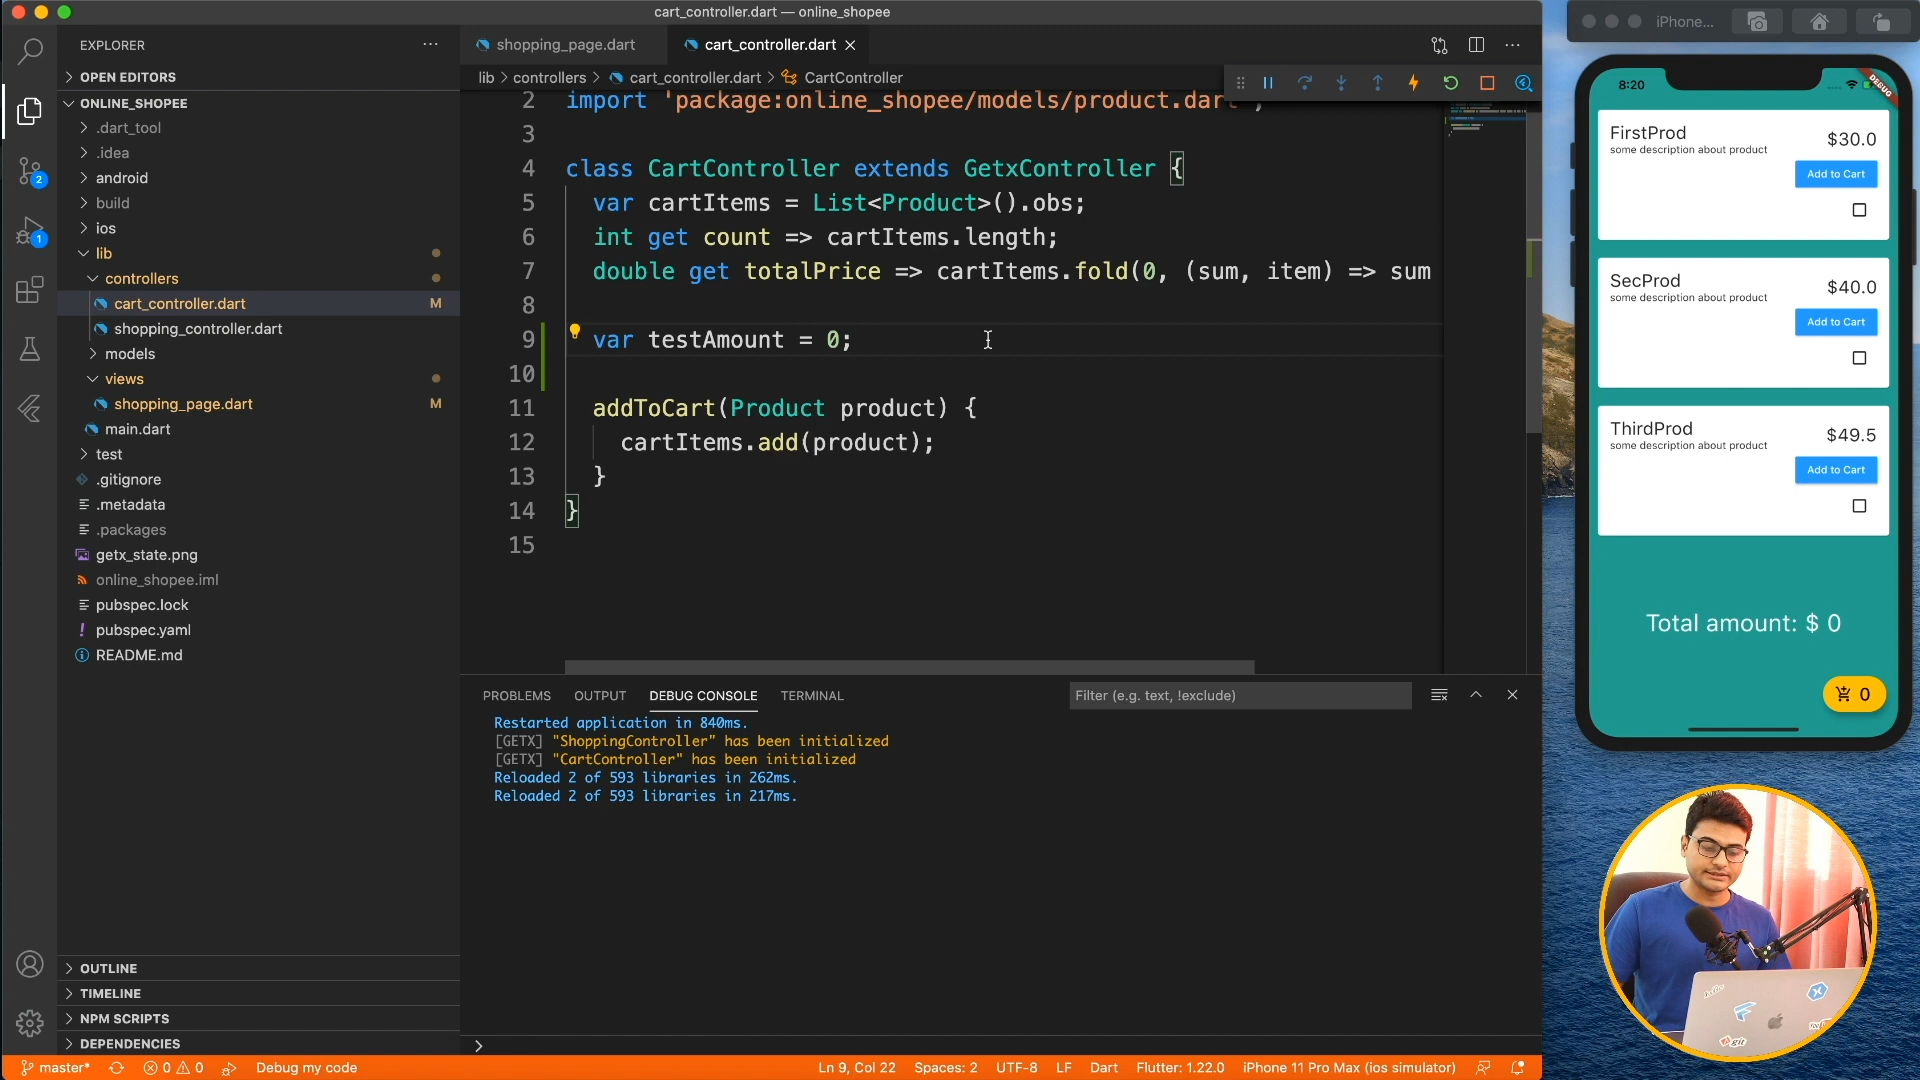 cart_controller.dart — online_shopee
EXPLORER
OPEN EDITORS
ONLINE_SHOPEE
.dart_tool
.idea
android
build
ios
lib
controllers
cart_controller.dart M
shopping_controller.dart
models
views
shopping_page.dart M
main.dart
test
.gitignore
.metadata
.packages
getx_state.png
online_shopee.iml
pubspec.lock
pubspec.yaml
README.md
OUTLINE
TIMELINE
NPM SCRIPTS
DEPENDENCIES
2
1
shopping_page.dart
cart_controller.dart
lib > controllers > cart_controller.dart > CartController
2 import 'package:online_shopee/models/product.dart';
3
4 class CartController extends GetxController {
5 var cartItems = List<Product>().obs;
6 int get count => cartItems.length;
7 double get totalPrice => cartItems.fold(0, (sum, item) => sum
8
9 var testAmount = 0;
10
11 addToCart(Product product) {
12 cartItems.add(product);
13 }
14 }
15
PROBLEMS OUTPUT DEBUG CONSOLE TERMINAL
Filter (e.g. text, !exclude)
Restarted application in 840ms.
[GETX] "ShoppingController" has been initialized
[GETX] "CartController" has been initialized
Reloaded 2 of 593 libraries in 262ms.
Reloaded 2 of 593 libraries in 217ms.
master* 0 0 Debug my code
Ln 9, Col 22 Spaces: 2 UTF-8 LF Dart Flutter: 1.22.0 iPhone 11 Pro Max (ios simulator)
iPhone...
8:20
DEBUG
FirstProd
some description about product
$30.0
Add to Cart
SecProd
some description about product
$40.0
Add to Cart
ThirdProd
some description about product
$49.5
Add to Cart
Total amount: $ 0
0
git